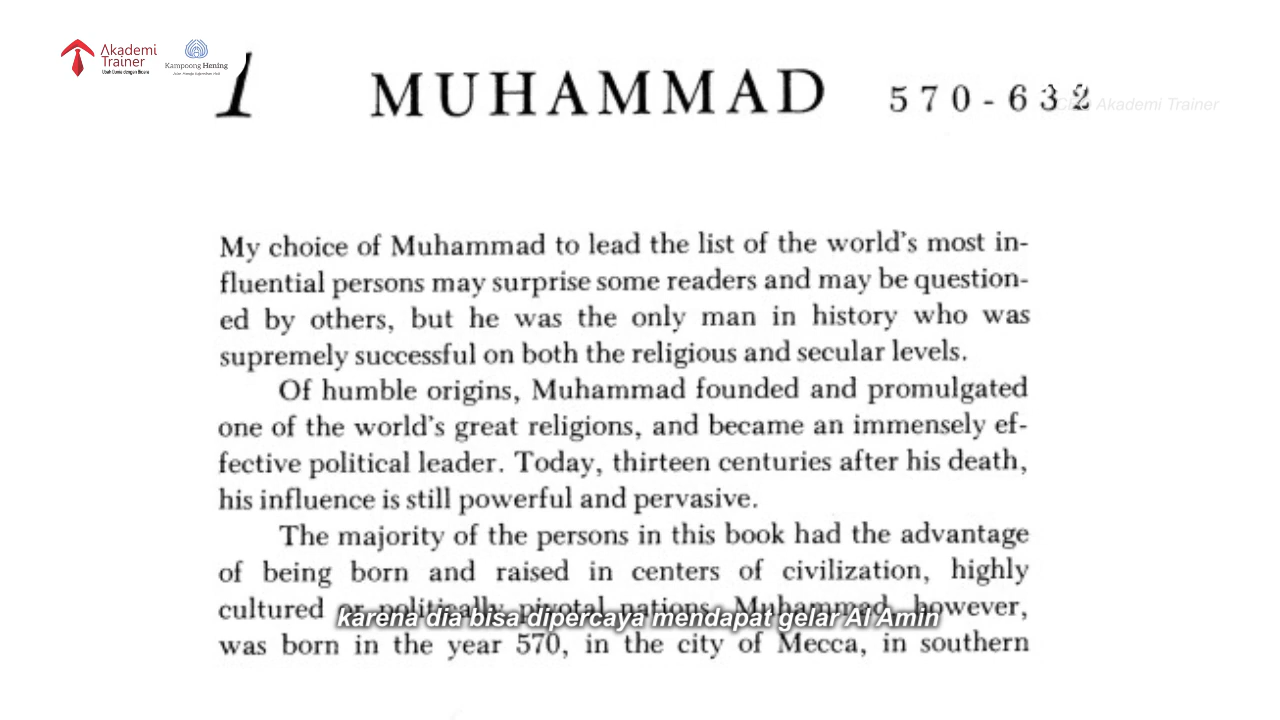 Akademi
Trainer
Ubah Dunia dengan Bicara
Kampoong Hening
1 MUHAMMAD 570-632
Akademi Trainer
My choice of Muhammad to lead the list of the world's most in-
fluential persons may surprise some readers and may be question-
ed by others, but he was the only man in history who was
supremely successful on both the religious and secular levels.
Of humble origins, Muhammad founded and promulgated
one of the world's great religions, and became an immensely ef-
fective political leader. Today, thirteen centuries after his death,
his influence is still powerful and pervasive.
The majority of the persons in this book had the advantage
of being born and raised in centers of civilization, highly
cultured or politically pivotal nations. Muhammad, however,
karena dia bisa dipercaya mendapat gelar Al Amin
was born in the year 570, in the city of Mecca, in southern